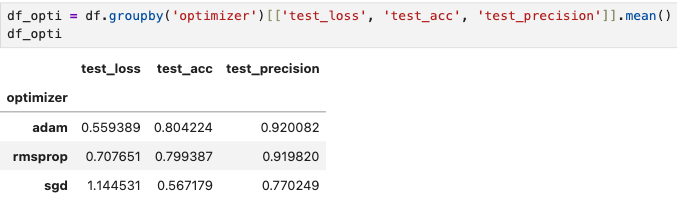 df_opti = df.groupby('optimizer')[['test_loss', 'test_acc', 'test_precision']].mean()
df_opti
test_loss test_acc test_precision
optimizer
adam 0.559389 0.804224 0.920082
rmsprop 0.707651 0.799387 0.919820
sgd 1.144531 0.567179 0.770249